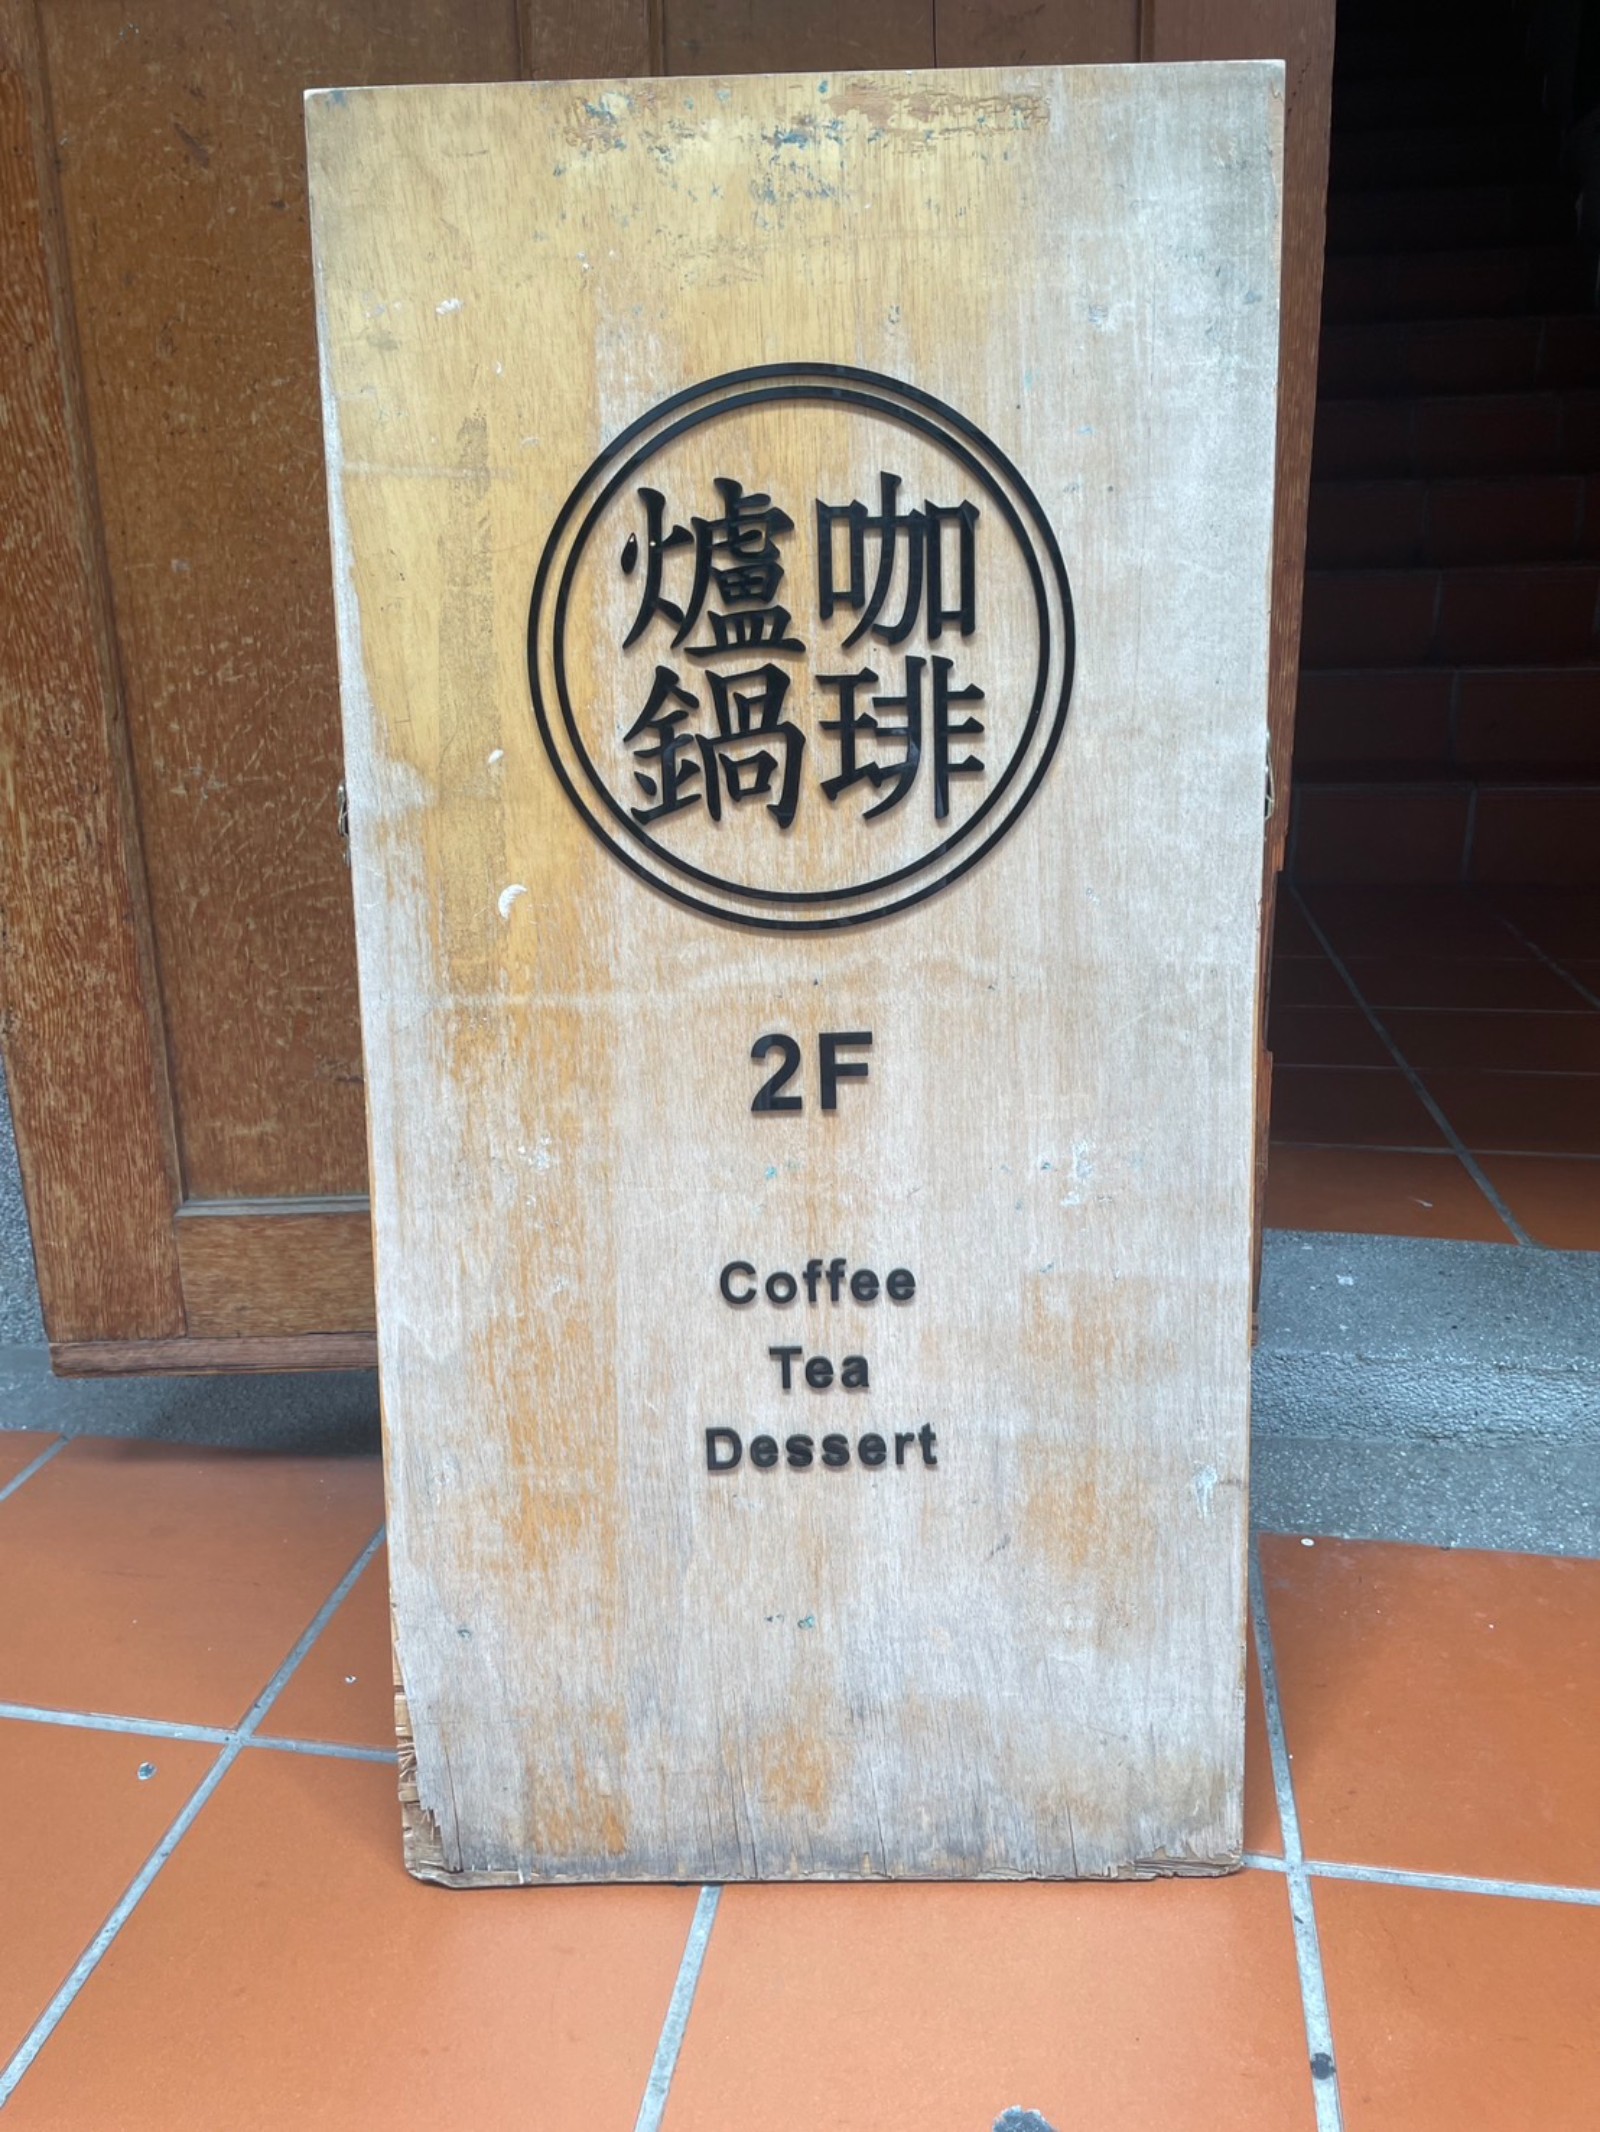 爐鍋
咖琲
2F
Coffee
Tea
Dessert